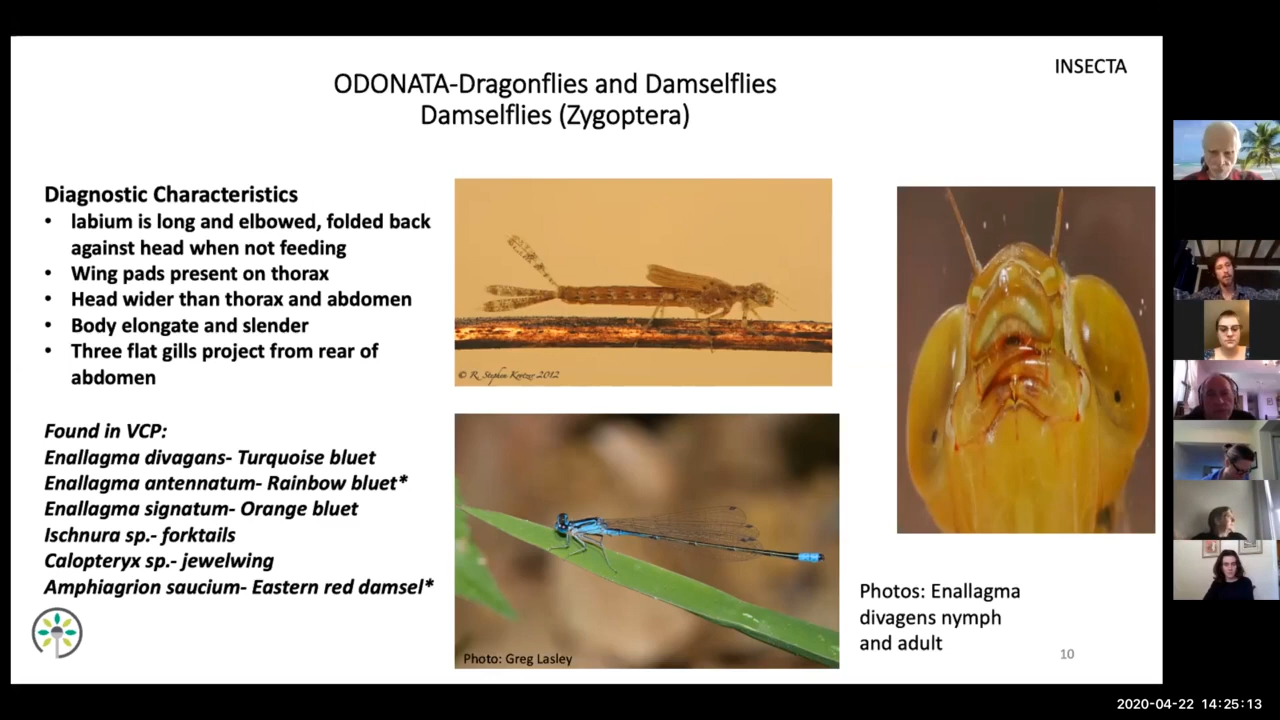 INSECTA
ODONATA-Dragonflies and Damselflies
Damselflies (Zygoptera)
Diagnostic Characteristics
• labium is long and elbowed, folded back
against head when not feeding
• Wing pads present on thorax
• Head wider than thorax and abdomen
• Body elongate and slender
• Three flat gills project from rear of
abdomen
Found in VCP:
Enallagma divagans- Turquoise bluet
Enallagma antennatum- Rainbow bluet*
Enallagma signatum- Orange bluet
Ischnura sp.- forktails
Calopteryx sp.- jewelwing
Amphiagrion saucium- Eastern red damsel*
© R. Stephen Krotzer 2012
Photo: Greg Lasley
Photos: Enallagma
divagens nymph
and adult
10
2020-04-22 14:25:13